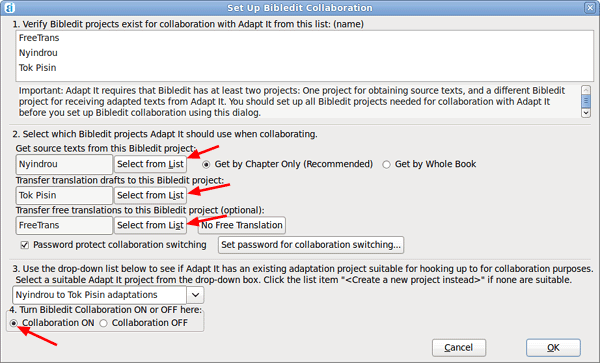 Set Up Bibledit Collaboration
1. Verify Bibledit projects exist for collaboration with Adapt It from this list: (name)
FreeTrans
Nyindrou
Tok Pisin
Important: Adapt It requires that Bibledit has at least two projects: One project for obtaining source texts, and a different Bibledit
project for receiving adapted texts from Adapt It. You should set up all Bibledit projects needed for collaboration with Adapt It
before you set up Bibledit collaboration using this dialog.
2. Select which Bibledit projects Adapt It should use when collaborating.
Get source texts from this Bibledit project:
Nyindrou Select from List Get by Chapter Only (Recommended) Get by Whole Book
Transfer translation drafts to this Bibledit project:
Tok Pisin Select from List
Transfer free translations to this Bibledit project (optional):
FreeTrans Select from List No Free Translation
Password protect collaboration switching Set password for collaboration switching...
3. Use the drop-down list below to see if Adapt It has an existing adaptation project suitable for hooking up to for collaboration purposes.
Select a suitable Adapt It project from the drop-down box. Click the list item "<Create a new project instead>" if none are suitable.
Nyindrou to Tok Pisin adaptations
4. Turn Bibledit Collaboration ON or OFF here:
Collaboration ON Collaboration OFF
Cancel OK